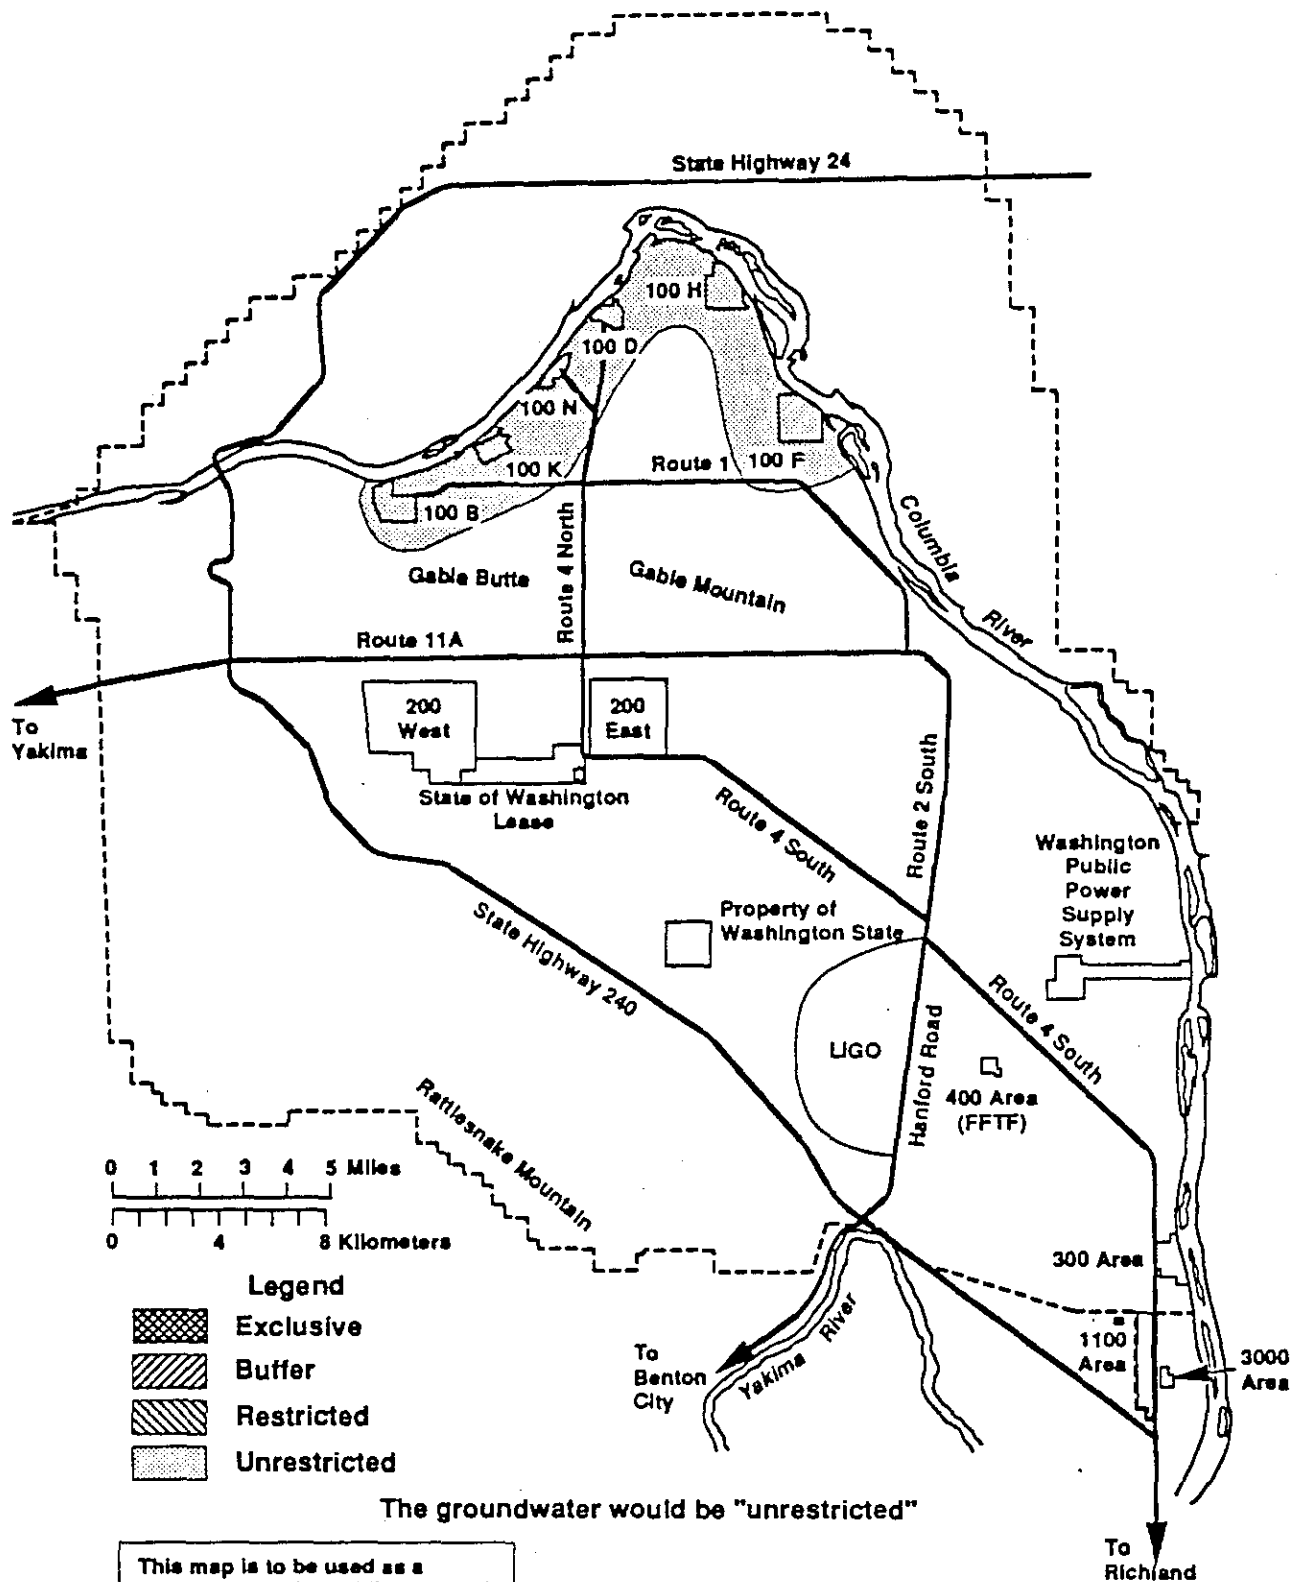 State Highway 24
100 H
100 D
100 N
100 K
100 B
100 F
Route 1
Columbia
River
Route 4 North
Gable Butte
Gable Mountain
Route 11A
To
Yakima
200
West
200
East
State of Washington
Lease
Route 4 South
Route 2 South
Washington
Public
Power
Supply
System
Property of
Washington State
State Highway 240
LIGO
Hanford Road
Route 4 South
400 Area
(FFTF)
Rattlesnake Mountain
0 1 2 3 4 5 Miles
0 4 8 Kilometers
300 Area
1100
Area
3000
Area
To
Benton
City
Yakima
River
Legend
Exclusive
Buffer
Restricted
Unrestricted
The groundwater would be "unrestricted"
This map is to be used as a
To
Richland